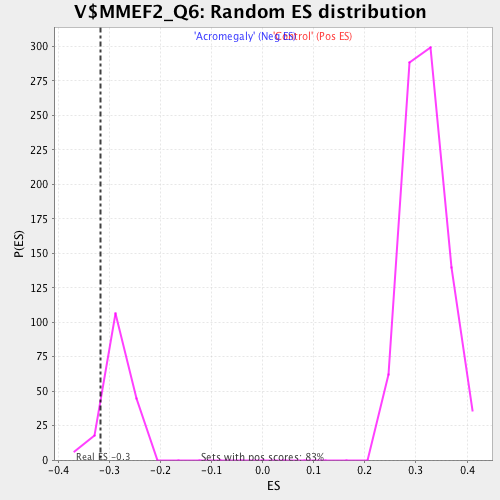 V$MMEF2_Q6: Random ES distribution
'Acromegaly' (Neg ES) 'Control' (Pos ES)
300
275
250
225
200
175
150
125
100
75
50
25
0
P(ES)
Real ES -0.3 Sets with pos scores: 83%
-0.4 -0.3 -0.2 -0.1 0.0 0.1 0.2 0.3 0.4
ES